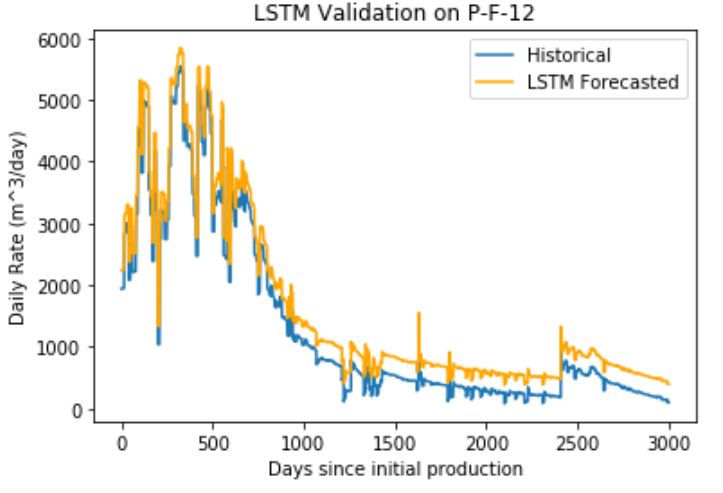 LSTM Validation on P-F-12
Historical
LSTM Forecasted
Daily Rate (m^3/day)
6000
5000
4000
3000
2000
1000
0
0 500 1000 1500 2000 2500 3000
Days since initial production